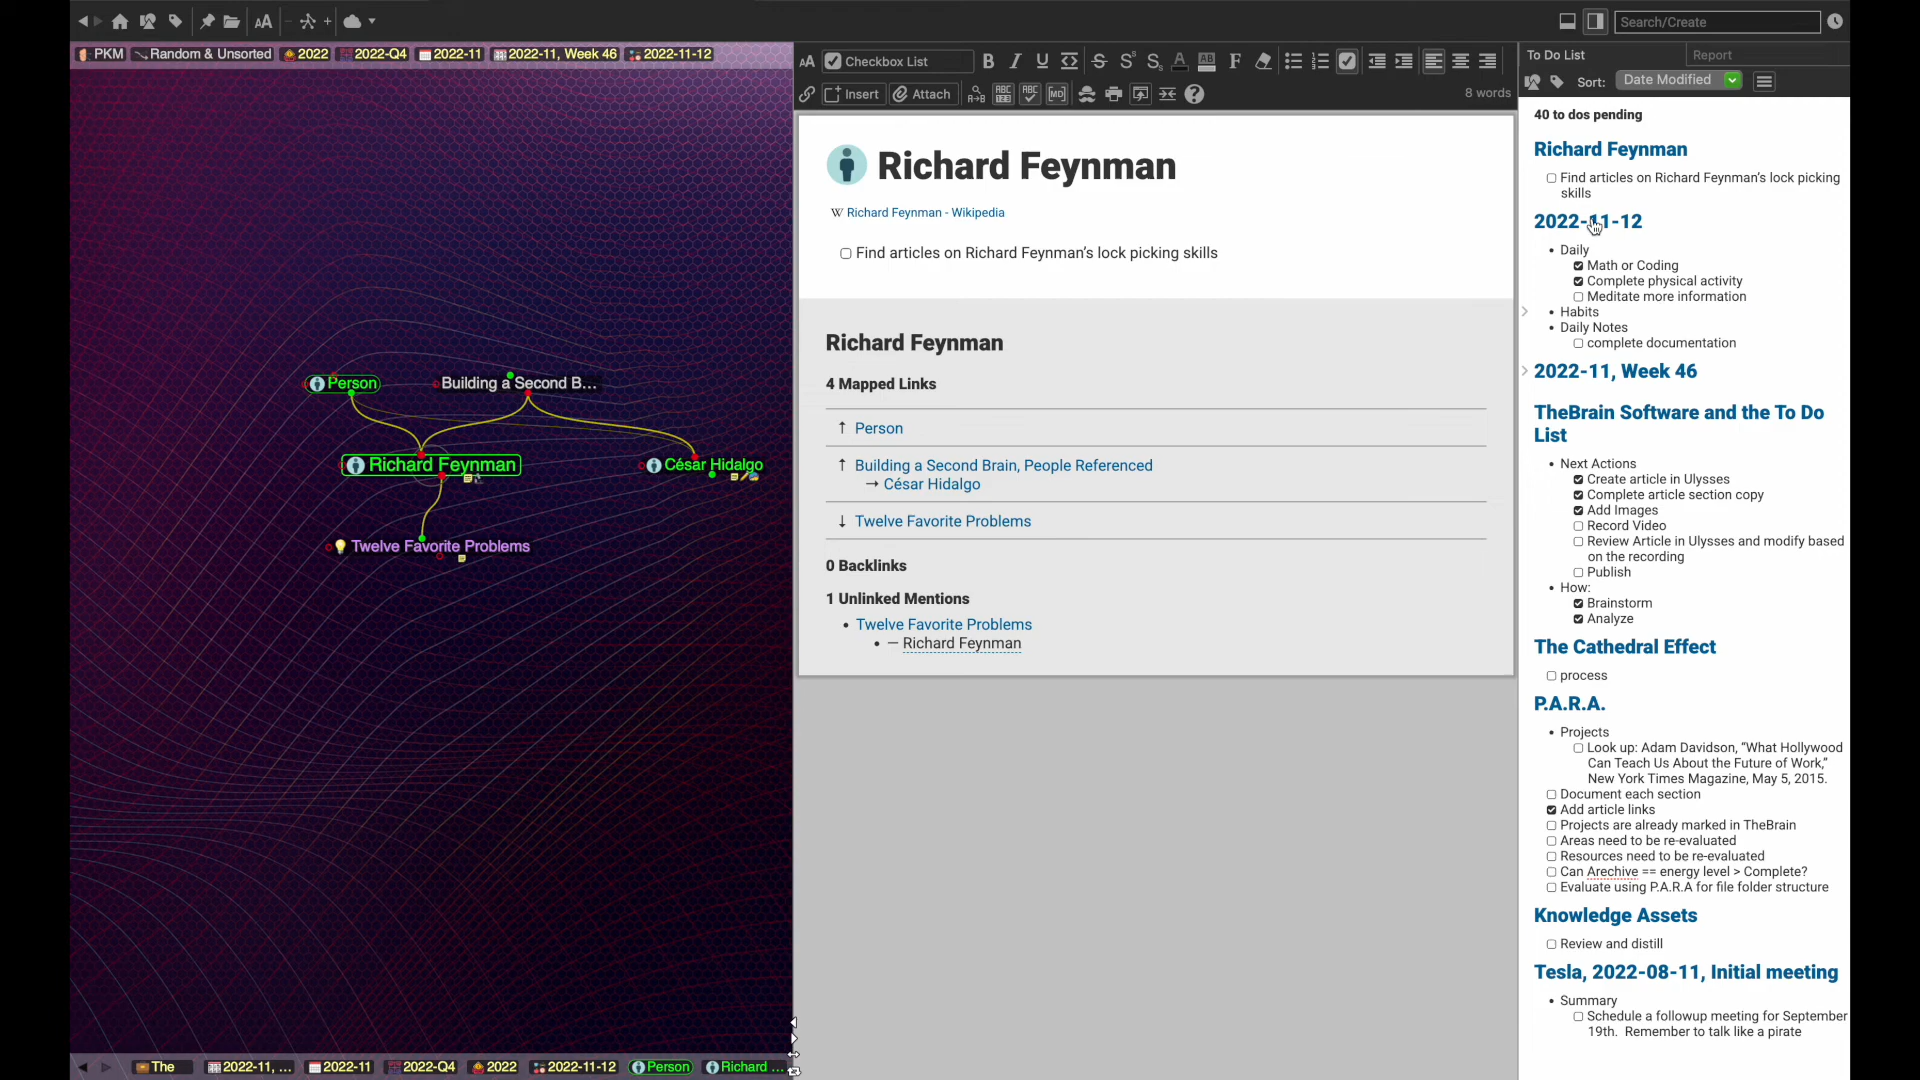 Search/Create
PKM Random & Unsorted 2022 2022-Q4 2022-11 2022-11, Week 46 2022-11-12
Checkbox List
Insert Attach
8 words
Richard Feynman
W Richard Feynman - Wikipedia
Find articles on Richard Feynman’s lock picking skills
Richard Feynman
4 Mapped Links
↑ Person
↑ Building a Second Brain, People Referenced
→ César Hidalgo
↓ Twelve Favorite Problems
0 Backlinks
1 Unlinked Mentions
• Twelve Favorite Problems
• — Richard Feynman
Person
Building a Second B...
Richard Feynman
César Hidalgo
Twelve Favorite Problems
The 2022-11, ... 2022-11 2022-Q4 2022 2022-11-12 Person Richard ...
To Do List
Report
Sort: Date Modified
40 to dos pending
Richard Feynman
Find articles on Richard Feynman’s lock picking
skills
2022-11-12
• Daily
Math or Coding
Complete physical activity
Meditate more information
• Habits
• Daily Notes
complete documentation
2022-11, Week 46
TheBrain Software and the To Do
List
• Next Actions
Create article in Ulysses
Complete article section copy
Add Images
Record Video
Review Article in Ulysses and modify based
on the recording
Publish
• How:
Brainstorm
Analyze
The Cathedral Effect
process
P.A.R.A.
• Projects
Look up: Adam Davidson, “What Hollywood
Can Teach Us About the Future of Work,”
New York Times Magazine, May 5, 2015.
Document each section
Add article links
Projects are already marked in TheBrain
Areas need to be re-evaluated
Resources need to be re-evaluated
Can Arechive == energy level > Complete?
Evaluate using P.A.R.A for file folder structure
Knowledge Assets
Review and distill
Tesla, 2022-08-11, Initial meeting
• Summary
Schedule a followup meeting for September
19th. Remember to talk like a pirate